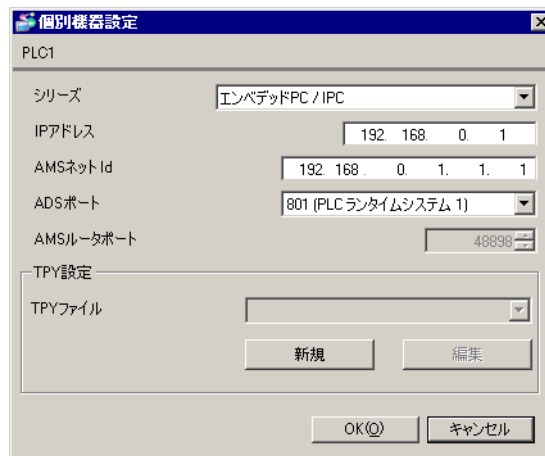 個別機器設定
PLC1
シリーズ エンベデッドPC / IPC
IPアドレス 192. 168. 0. 1
AMSネットId 192. 168 . 0. 1. 1. 1
ADSポート 801 (PLC ランタイムシステム 1)
AMSルータポート 48898
TPY設定
TPYファイル
新規 編集
OK(O) キャンセル